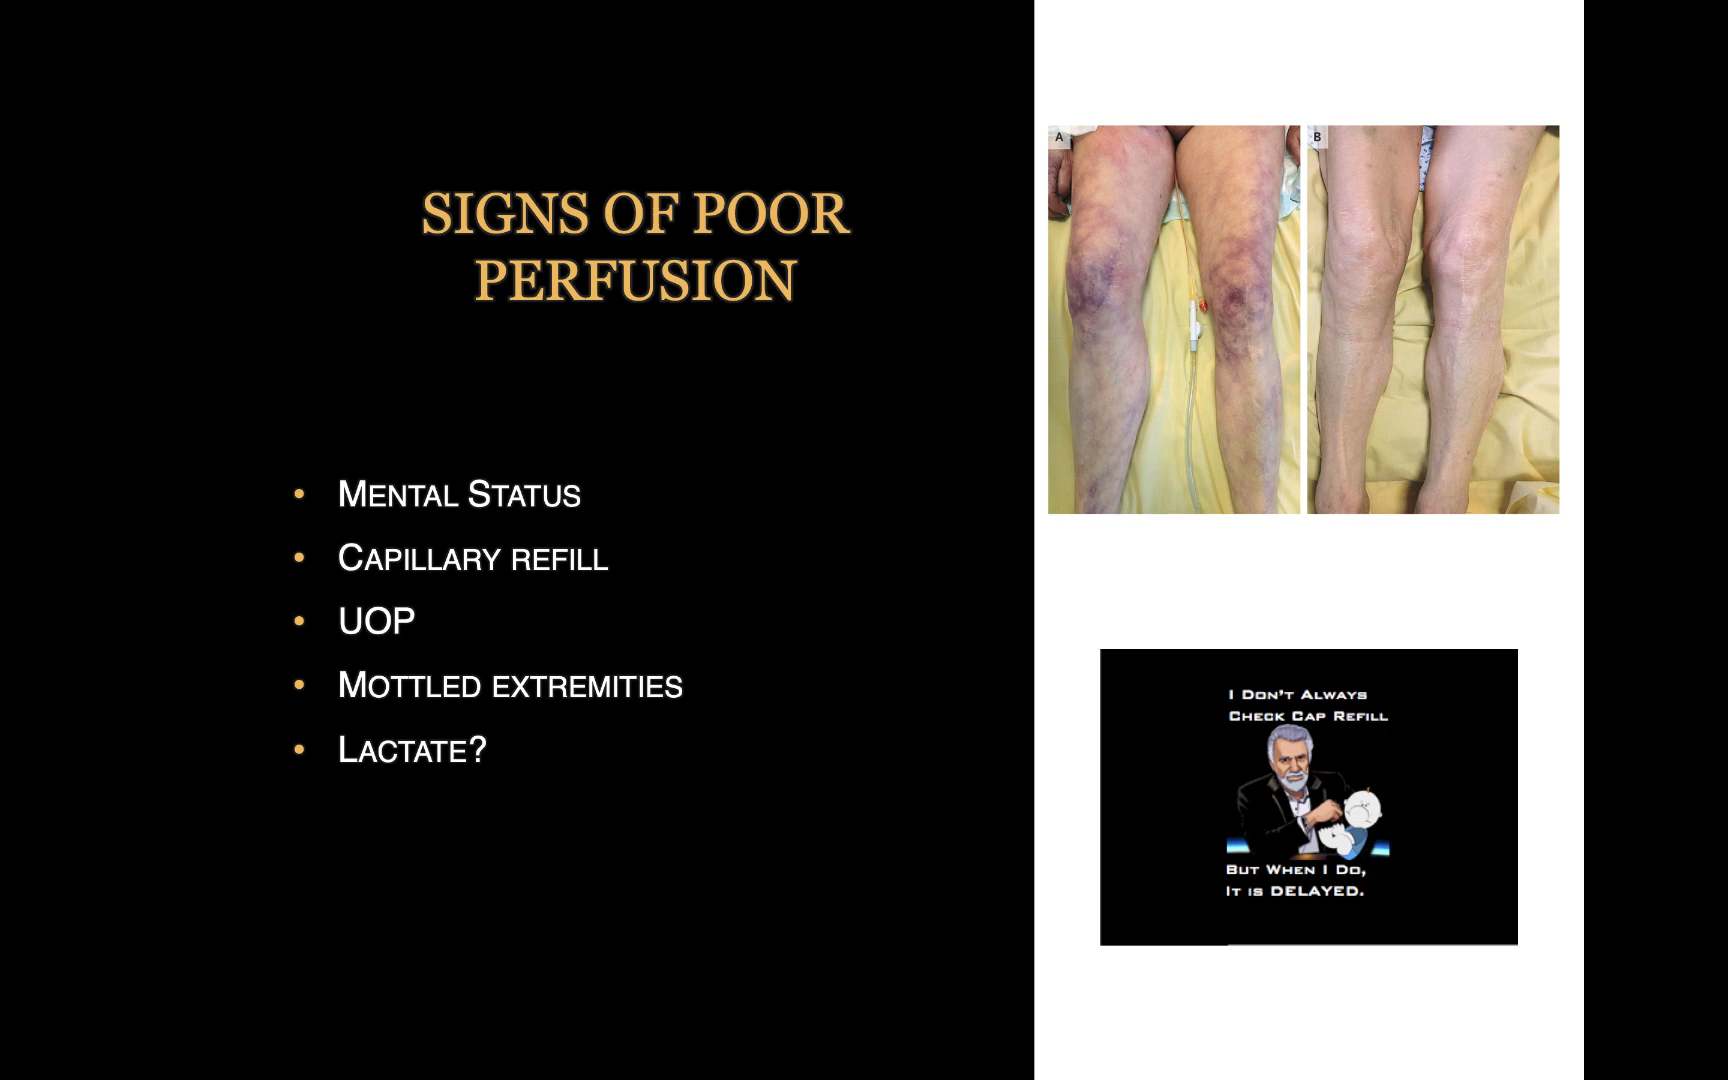 SIGNS OF POOR
PERFUSION
• MENTAL STATUS
• CAPILLARY REFILL
• UOP
• MOTTLED EXTREMITIES
• LACTATE?
A
B
I DON'T ALWAYS
CHECK CAP REFILL
BUT WHEN I DO,
IT IS DELAYED.